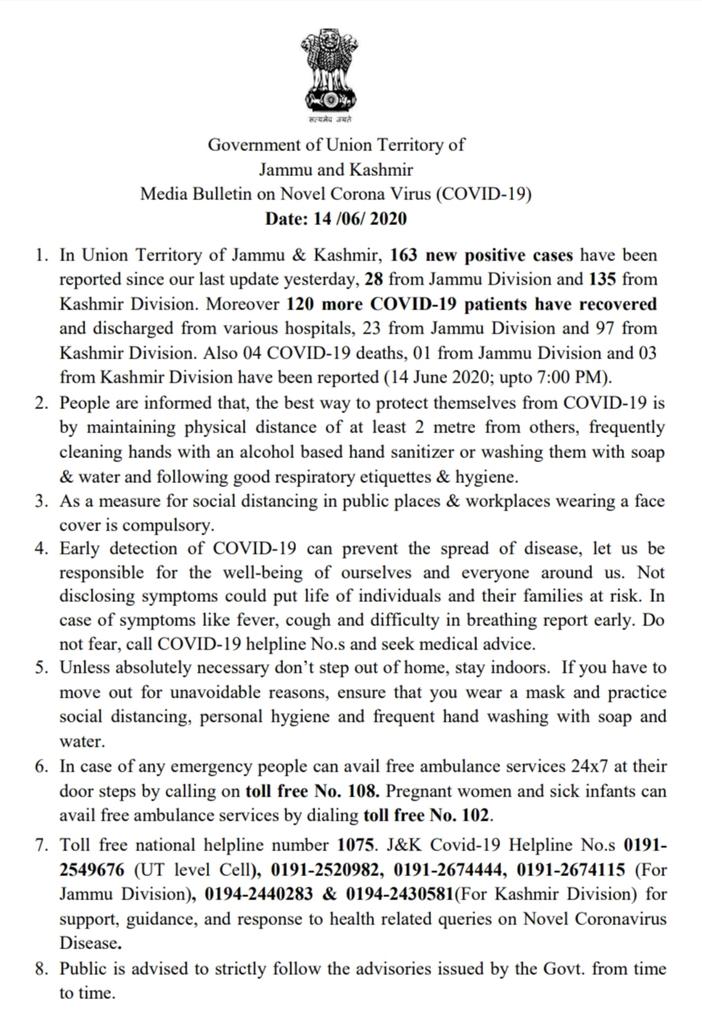 सत्यमेव जयते
Government of Union Territory of
Jammu and Kashmir
Media Bulletin on Novel Corona Virus (COVID-19)
Date: 14 /06/ 2020
1. In Union Territory of Jammu & Kashmir, 163 new positive cases have been
reported since our last update yesterday, 28 from Jammu Division and 135 from
Kashmir Division. Moreover 120 more COVID-19 patients have recovered
and discharged from various hospitals, 23 from Jammu Division and 97 from
Kashmir Division. Also 04 COVID-19 deaths, 01 from Jammu Division and 03
from Kashmir Division have been reported (14 June 2020; upto 7:00 PM).
2. People are informed that, the best way to protect themselves from COVID-19 is
by maintaining physical distance of at least 2 metre from others, frequently
cleaning hands with an alcohol based hand sanitizer or washing them with soap
& water and following good respiratory etiquettes & hygiene.
3. As a measure for social distancing in public places & workplaces wearing a face
cover is compulsory.
4. Early detection of COVID-19 can prevent the spread of disease, let us be
responsible for the well-being of ourselves and everyone around us. Not
disclosing symptoms could put life of individuals and their families at risk. In
case of symptoms like fever, cough and difficulty in breathing report early. Do
not fear, call COVID-19 helpline No.s and seek medical advice.
5. Unless absolutely necessary don't step out of home, stay indoors. If you have to
move out for unavoidable reasons, ensure that you wear a mask and practice
social distancing, personal hygiene and frequent hand washing with soap and
water.
6. In case of any emergency people can avail free ambulance services 24x7 at their
door steps by calling on toll free No. 108. Pregnant women and sick infants can
avail free ambulance services by dialing toll free No. 102.
7. Toll free national helpline number 1075. J&K Covid-19 Helpline No.s 0191-
2549676 (UT level Cell), 0191-2520982, 0191-2674444, 0191-2674115 (For
Jammu Division), 0194-2440283 & 0194-2430581(For Kashmir Division) for
support, guidance, and response to health related queries on Novel Coronavirus
Disease.
8. Public is advised to strictly follow the advisories issued by the Govt. from time
to time.